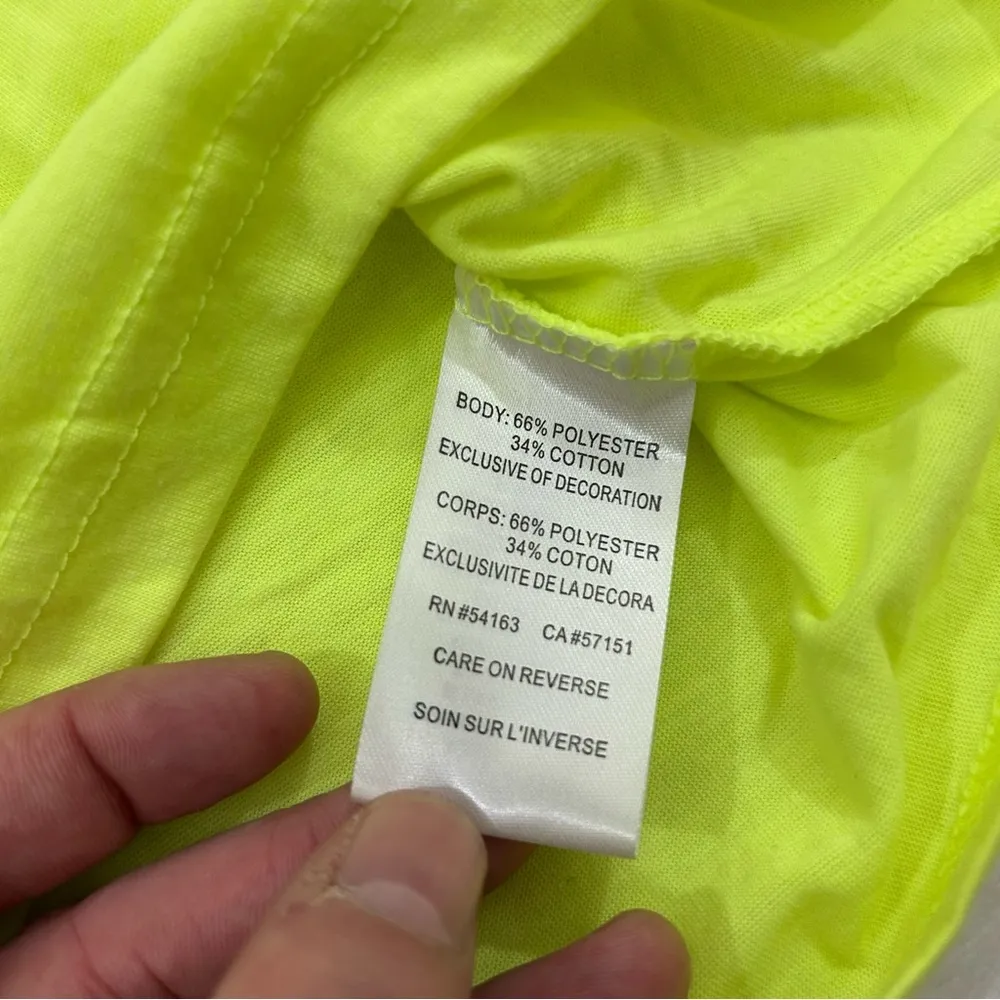 BODY: 66% POLYESTER
34% COTTON
EXCLUSIVE OF DECORATION
CORPS: 66% POLYESTER
34% COTON
EXCLUSIVITE DE LA DECORA
RN #54163 CA #57151
CARE ON REVERSE
SOIN SUR L'INVERSE